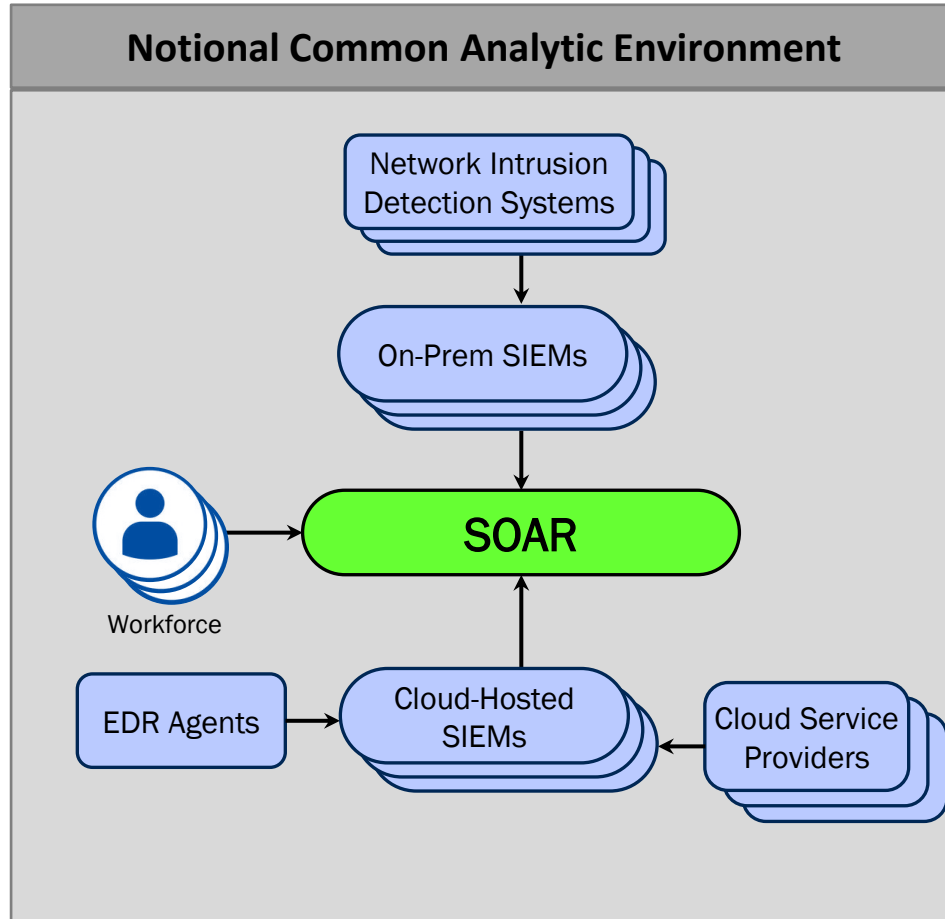 Notional Common Analytic Environment
Network Intrusion
Detection Systems
On-Prem SIEMs
SOAR
Workforce
EDR Agents
Cloud-Hosted
SIEMs
Cloud Service
Providers